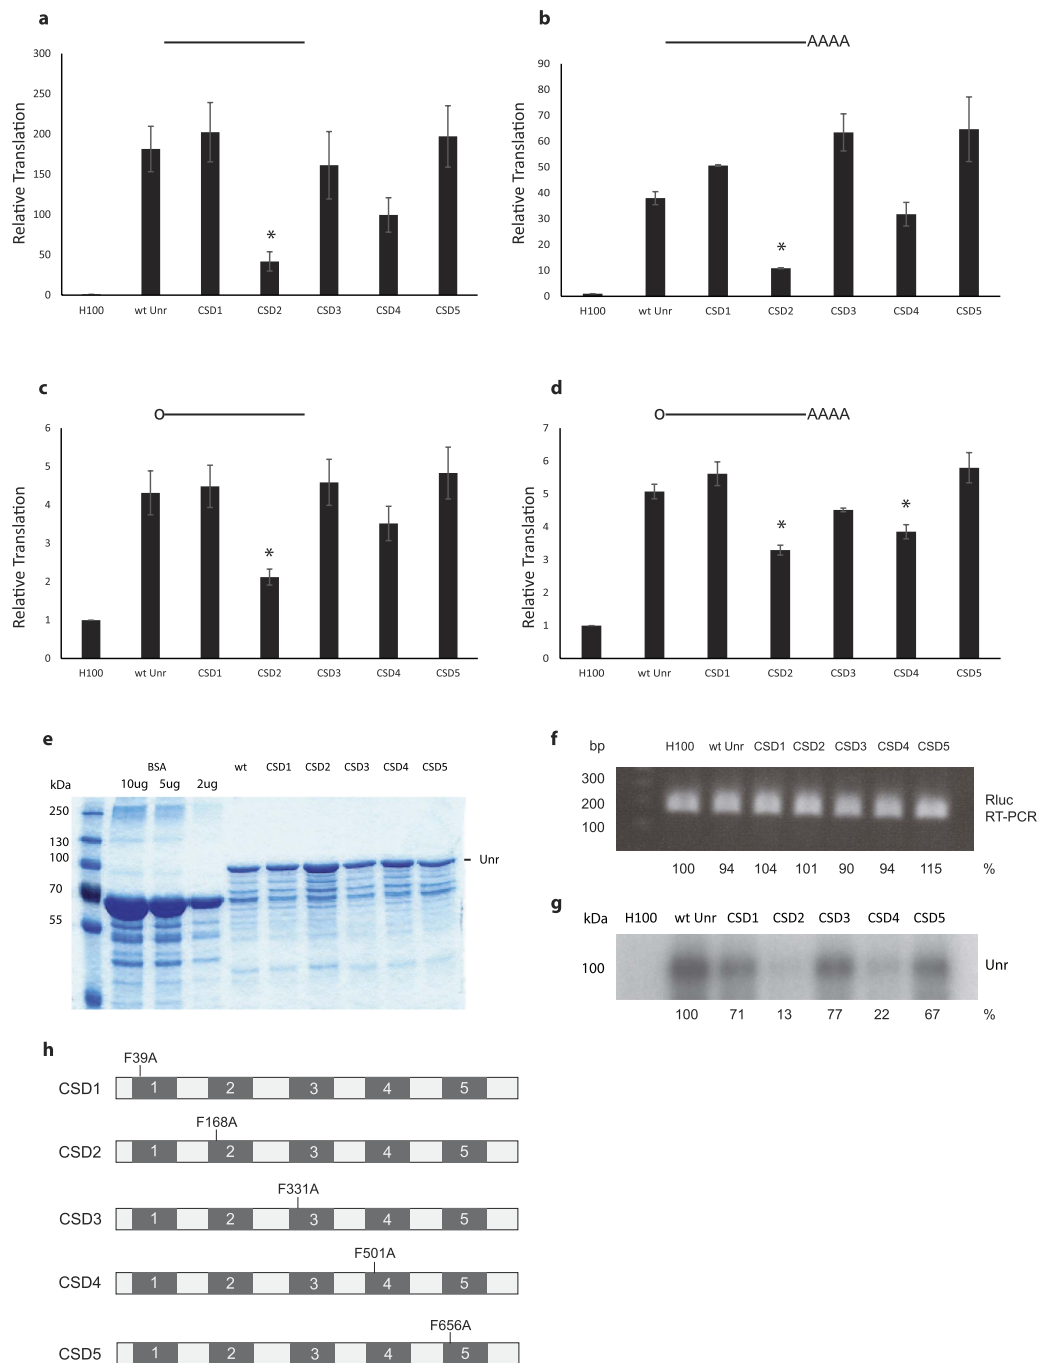 a
Relative Translation
300
250
200
150
100
50
0
H100 wt Unr CSD1 CSD2 CSD3 CSD4 CSD5
*
b
AAAA
Relative Translation
90
80
70
60
50
40
30
20
10
0
H100 wt Unr CSD1 CSD2 CSD3 CSD4 CSD5
*
c
O
Relative Translation
6
5
4
3
2
1
0
H100 wt Unr CSD1 CSD2 CSD3 CSD4 CSD5
*
d
O AAAA
Relative Translation
7
6
5
4
3
2
1
0
H100 wt Unr CSD1 CSD2 CSD3 CSD4 CSD5
* *
e
BSA wt CSD1 CSD2 CSD3 CSD4 CSD5
kDa 10ug 5ug 2ug
250
130
100
70
55
Unr
f
bp H100 wt Unr CSD1 CSD2 CSD3 CSD4 CSD5
300
200
100
Rluc
RT-PCR
100 94 104 101 90 94 115 %
g
kDa H100 wt Unr CSD1 CSD2 CSD3 CSD4 CSD5
100 Unr
100 71 13 77 22 67 %
h
F39A
CSD1 1 2 3 4 5
F168A
CSD2 1 2 3 4 5
F331A
CSD3 1 2 3 4 5
F501A
CSD4 1 2 3 4 5
F656A
CSD5 1 2 3 4 5